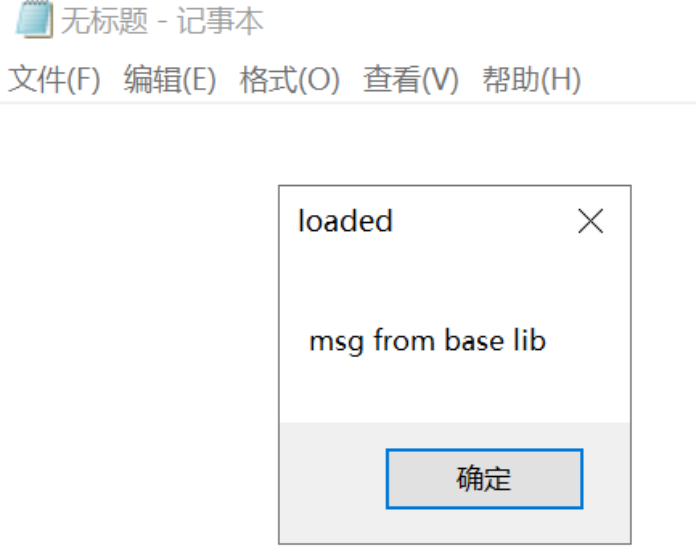 无标题 - 记事本
文件(F) 编辑(E) 格式(O) 查看(V) 帮助(H)
loaded
msg from base lib
确定